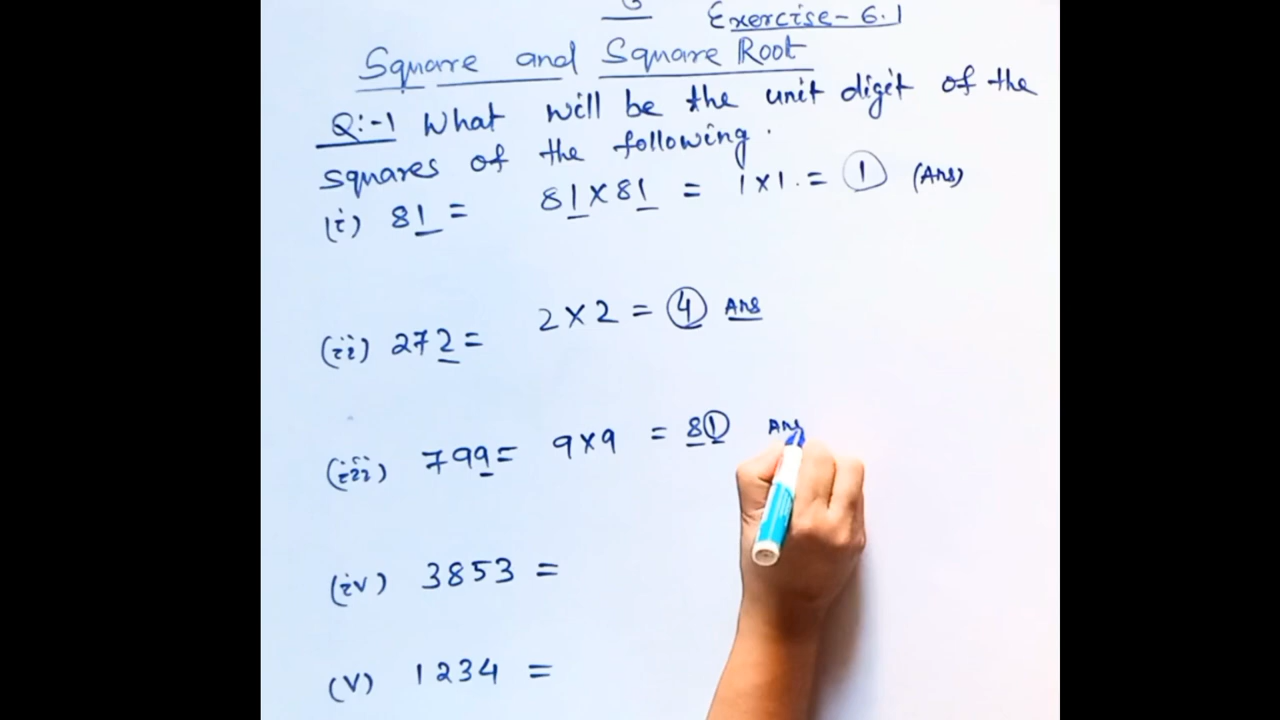 Exercise-6.1
Square and Square Root
Q:-1 What will be the unit digit of the
squares of the following.
(i) 81 = 81×81 = 1×1. = 1 (Ans)
(ii) 272 = 2×2 = 4 Ans
(iii) 799 = 9×9 = 81 Ans
(iv) 3853 =
(v) 1234 =